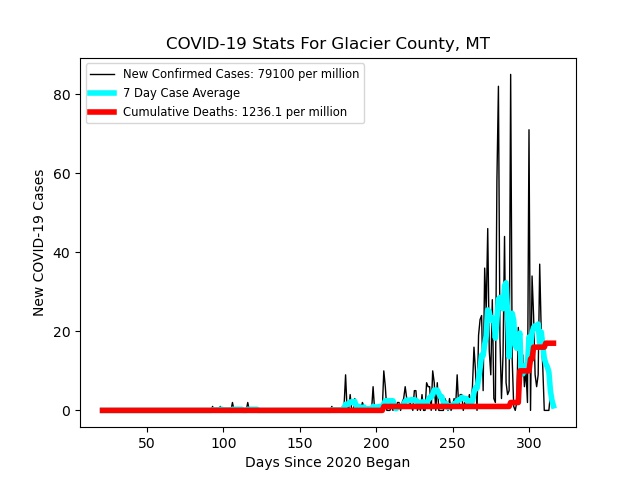 COVID-19 Stats For Glacier County, MT
New Confirmed Cases: 79100 per million
7 Day Case Average
Cumulative Deaths: 1236.1 per million
New COVID-19 Cases
80
60
40
20
0
50 100 150 200 250 300
Days Since 2020 Began